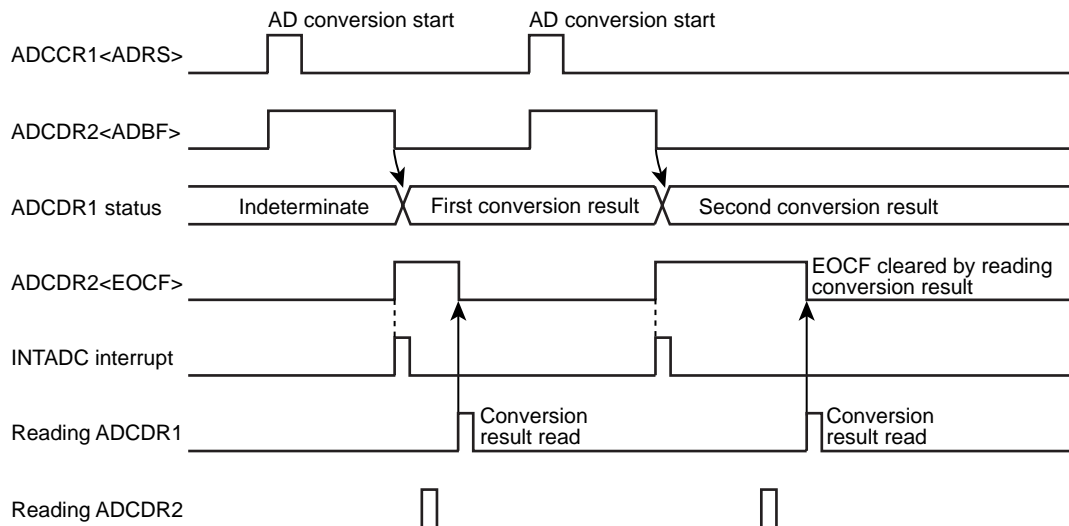 AD conversion start
AD conversion start
ADCCR1<ADRS>
ADCDR2<ADBF>
ADCDR1 status
Indeterminate
First conversion result
Second conversion result
ADCDR2<EOCF>
EOCF cleared by reading
conversion result
INTADC interrupt
Reading ADCDR1
Conversion
result read
Conversion
result read
Reading ADCDR2